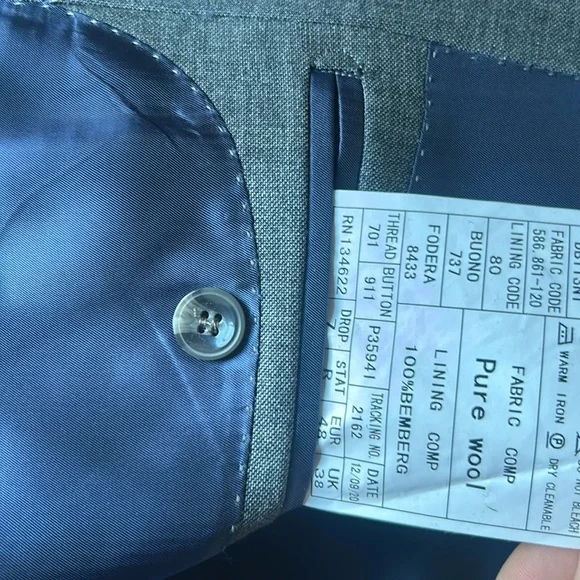 BLEACH
WARM IRON Ⓟ DRY CLEANABLE
FABRIC CODE
586.861-120
LINING CODE
80
BUONO
737
FODERA
8433
FABRIC COMP
Pure wool
LINING COMP
100%BEMBERG
THREAD BUTTON P3594I TRACKING NO. DATE
701 911 2162 12/09/20
RN134622 DROP STAT EUR UK
7 R 48 38